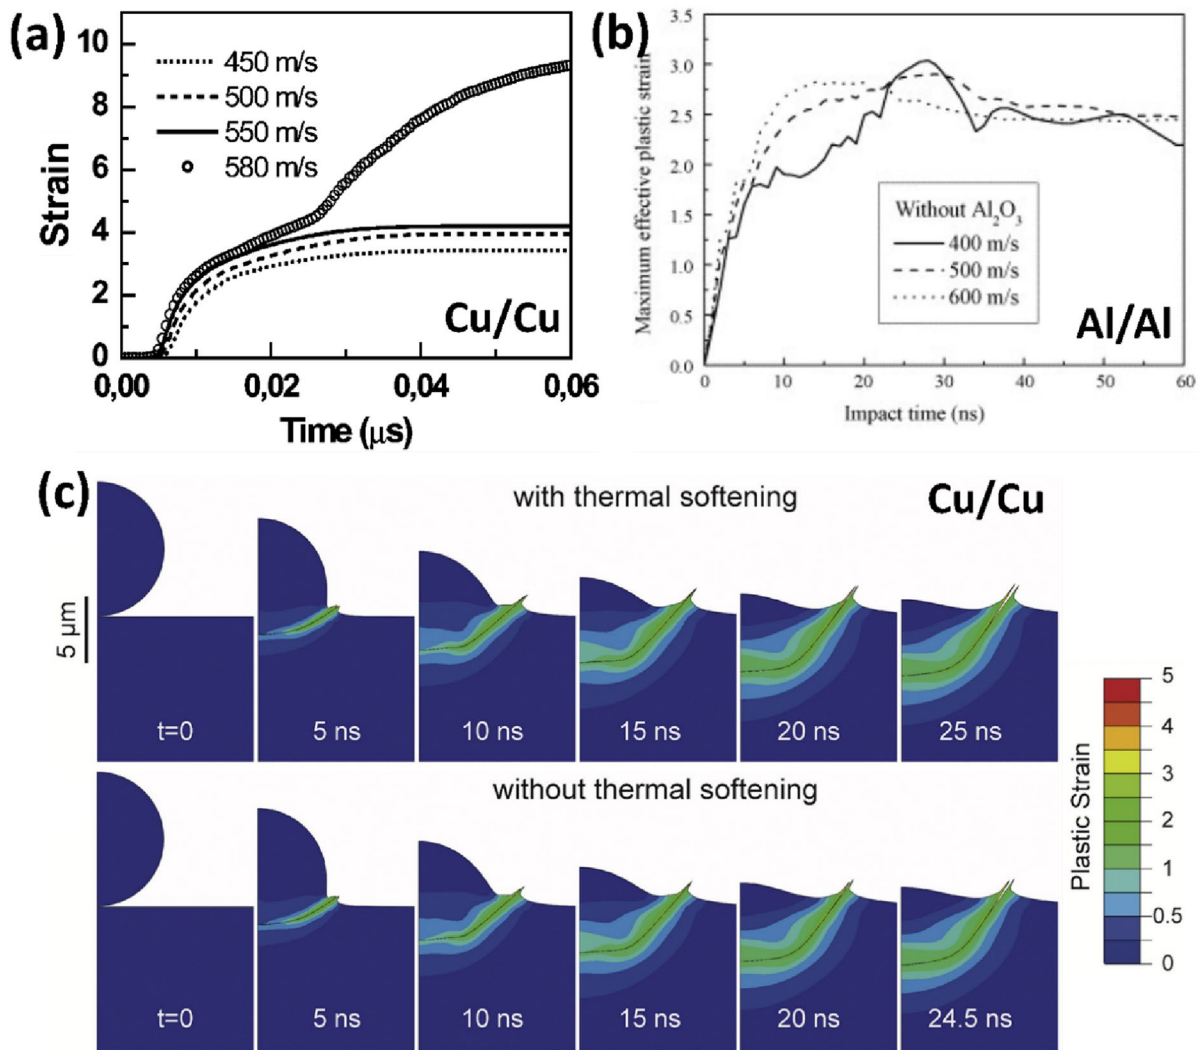 (a)
10
8
6
4
2
0
Strain
450 m/s
500 m/s
550 m/s
580 m/s
Cu/Cu
0,00
0,02
0,04
0,06
Time (μs)
(b)
3.5
3.0
2.5
2.0
1.5
1.0
0.5
0.0
Maximum effective plastic strain
Without Al₂O₃
400 m/s
500 m/s
600 m/s
Al/Al
0
10
20
30
40
50
60
Impact time (ns)
(c)
with thermal softening
Cu/Cu
5 μm
t=0
5 ns
10 ns
15 ns
20 ns
25 ns
without thermal softening
t=0
5 ns
10 ns
15 ns
20 ns
24.5 ns
Plastic Strain
5
4
3
2
1
0.5
0